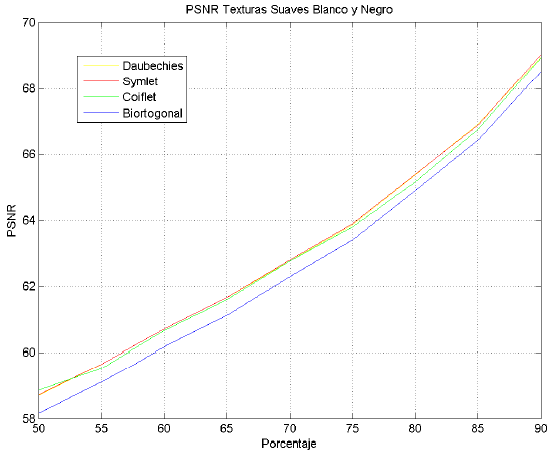 PSNR Texturas Suaves Blanco y Negro
70
68
66
64
62
60
58
PSNR
Daubechies
Symlet
Coiflet
Biortogonal
50 55 60 65 70 75 80 85 90
Porcentaje